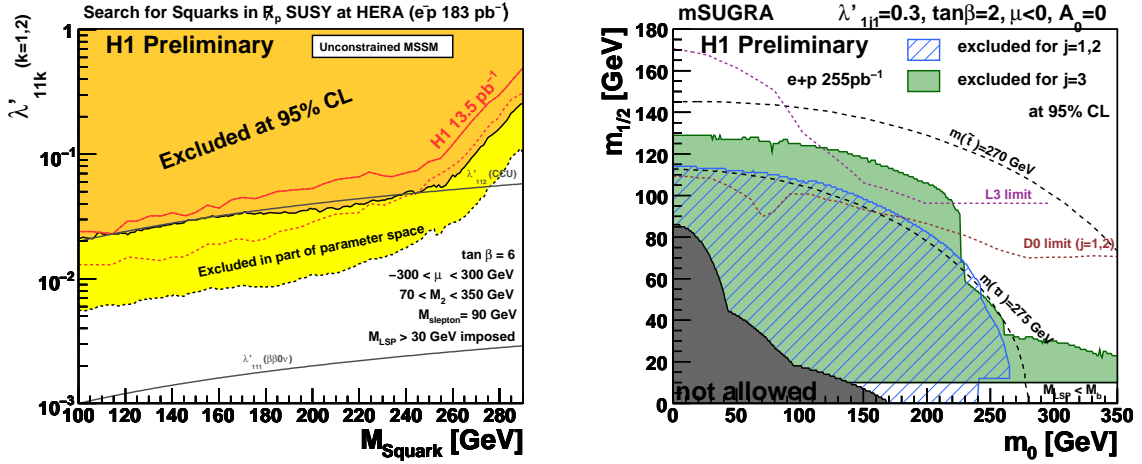 Search for Squarks in R̸p SUSY at HERA (e⁻p 183 pb⁻¹)
λ'11k (k=1,2)
H1 Preliminary
Unconstrained MSSM
Excluded at 95% CL
H1 13.5 pb⁻¹
λ'112 (CCU)
Excluded in part of parameter space
tan β = 6
−300 < μ < 300 GeV
70 < M2 < 350 GeV
Mslepton= 90 GeV
MLSP > 30 GeV imposed
λ'111 (ββ0ν)
1
10⁻¹
10⁻²
10⁻³
100 120 140 160 180 200 220 240 260 280
MSquark [GeV]
mSUGRA
λ'1j1=0.3, tanβ=2, μ<0, A0=0
m1/2 [GeV]
H1 Preliminary
excluded for j=1,2
e+p 255pb⁻¹
excluded for j=3
at 95% CL
m(t̃)=270 GeV
L3 limit
D0 limit (j=1,2)
m(ũ)=275 GeV
not allowed
MLSP < Mb
180
160
140
120
100
80
60
40
20
0
0 50 100 150 200 250 300 350
m0 [GeV]